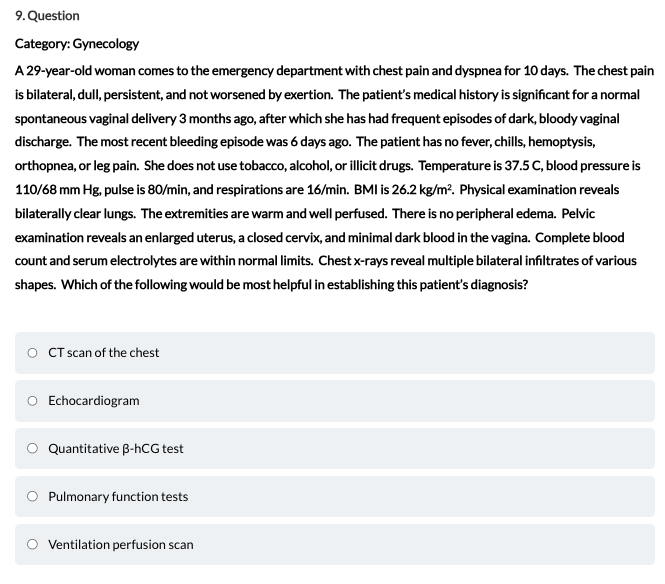 9. Question
Category: Gynecology
A 29-year-old woman comes to the emergency department with chest pain and dyspnea for 10 days. The chest pain
is bilateral, dull, persistent, and not worsened by exertion. The patient's medical history is significant for a normal
spontaneous vaginal delivery 3 months ago, after which she has had frequent episodes of dark, bloody vaginal
discharge. The most recent bleeding episode was 6 days ago. The patient has no fever, chills, hemoptysis,
orthopnea, or leg pain. She does not use tobacco, alcohol, or illicit drugs. Temperature is 37.5 C, blood pressure is
110/68 mm Hg, pulse is 80/min, and respirations are 16/min. BMI is 26.2 kg/m². Physical examination reveals
bilaterally clear lungs. The extremities are warm and well perfused. There is no peripheral edema. Pelvic
examination reveals an enlarged uterus, a closed cervix, and minimal dark blood in the vagina. Complete blood
count and serum electrolytes are within normal limits. Chest x-rays reveal multiple bilateral infiltrates of various
shapes. Which of the following would be most helpful in establishing this patient's diagnosis?
CT scan of the chest
Echocardiogram
Quantitative β-hCG test
Pulmonary function tests
Ventilation perfusion scan